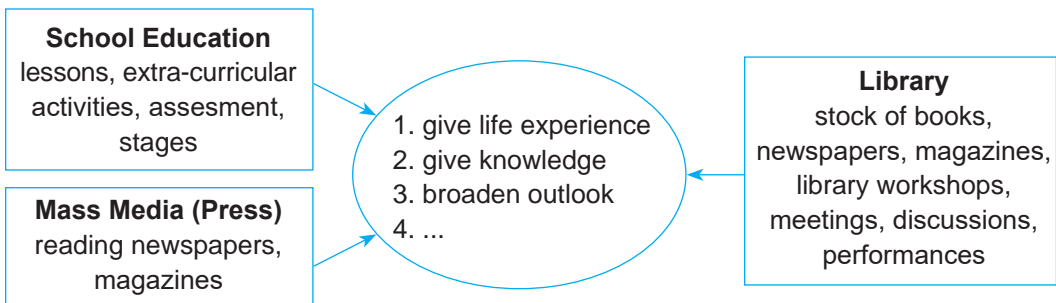 School Education
lessons, extra-curricular
activities, assesment,
stages
Mass Media (Press)
reading newspapers,
magazines
1. give life experience
2. give knowledge
3. broaden outlook
4. ...
Library
stock of books,
newspapers, magazines,
library workshops,
meetings, discussions,
performances